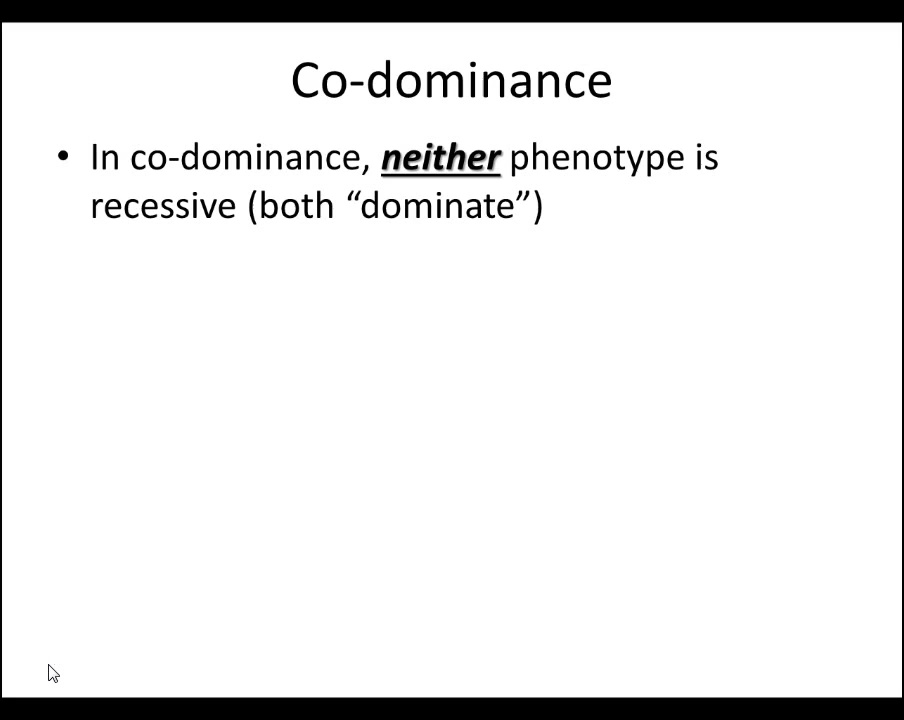 Co-dominance
• In co-dominance, neither phenotype is
recessive (both “dominate”)